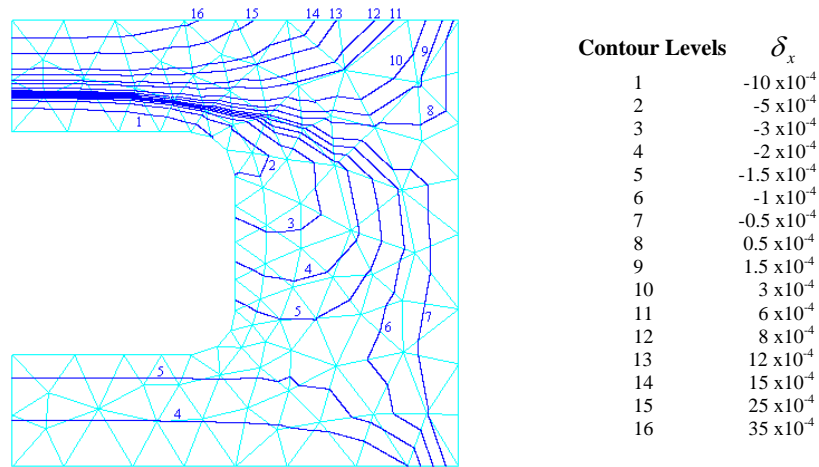 16 15 14 13 12 11
10 9
8
1
2
3
4
5
6 7
5
4
Contour Levels δₓ
1 -10 x10⁻⁴
2 -5 x10⁻⁴
3 -3 x10⁻⁴
4 -2 x10⁻⁴
5 -1.5 x10⁻⁴
6 -1 x10⁻⁴
7 -0.5 x10⁻⁴
8 0.5 x10⁻⁴
9 1.5 x10⁻⁴
10 3 x10⁻⁴
11 6 x10⁻⁴
12 8 x10⁻⁴
13 12 x10⁻⁴
14 15 x10⁻⁴
15 25 x10⁻⁴
16 35 x10⁻⁴